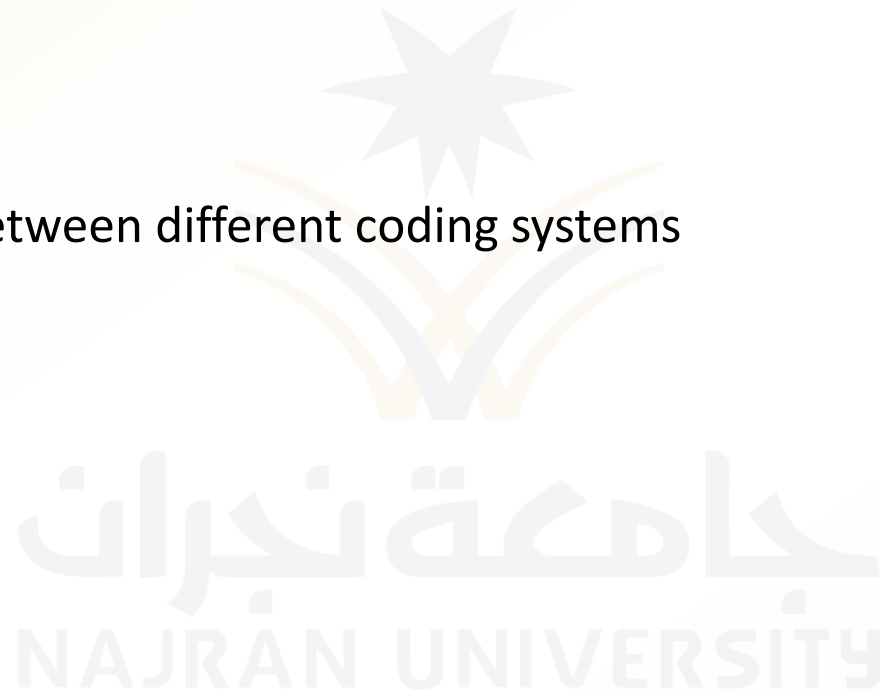 etween different coding systems
جامعة نجران
NAJRAN UNIVERSITY